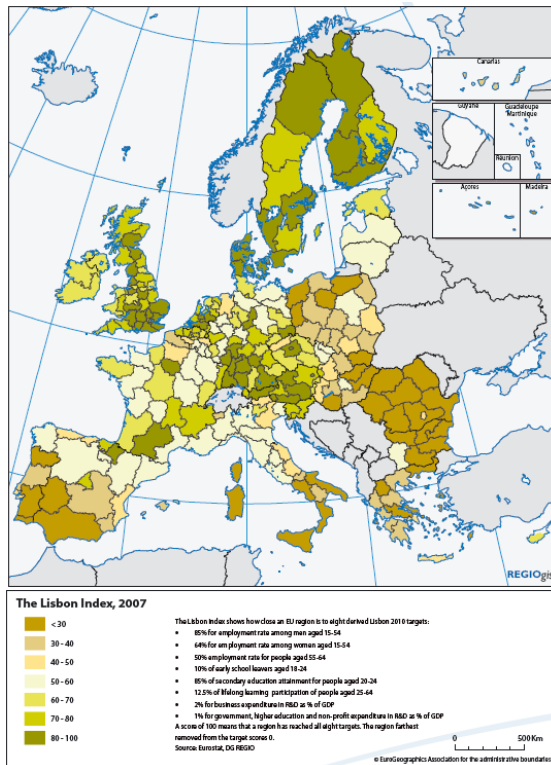 Canarias
Guyane
Guadeloupe
Martinique
Réunion
Açores
Madeira
REGIOgis
The Lisbon Index, 2007
< 30
30 - 40
40 - 50
50 - 60
60 - 70
70 - 80
80 - 100
The Lisbon Index shows how close an EU region is to eight derived Lisbon 2010 targets:
• 85% for employment rate among men aged 15-54
• 64% for employment rate among women aged 15-54
• 50% employment rate for people aged 55-64
• 10% of early school leavers aged 18-24
• 85% of secondary education attainment for people aged 20-24
• 12.5% of lifelong learning participation of people aged 25-64
• 2% for business expenditure in R&D as % of GDP
• 1% for government, higher education and non-profit expenditure in R&D as % of GDP
A score of 100 means that a region has reached all eight targets. The region farthest
removed from the target scores 0.
Source: Eurostat, DG REGIO
0 500 Km
© EuroGeographics Association for the administrative boundaries